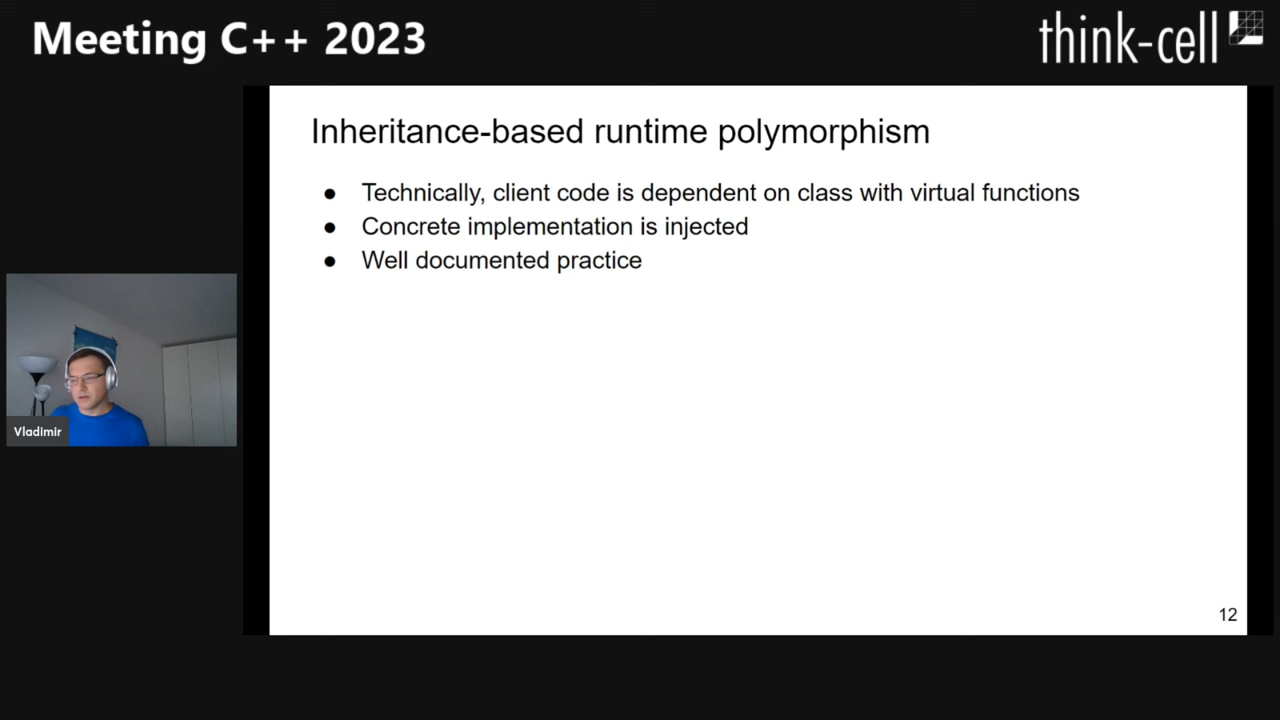 Meeting C++ 2023
think-cell
Inheritance-based runtime polymorphism
● Technically, client code is dependent on class with virtual functions
● Concrete implementation is injected
● Well documented practice
Vladimir
12